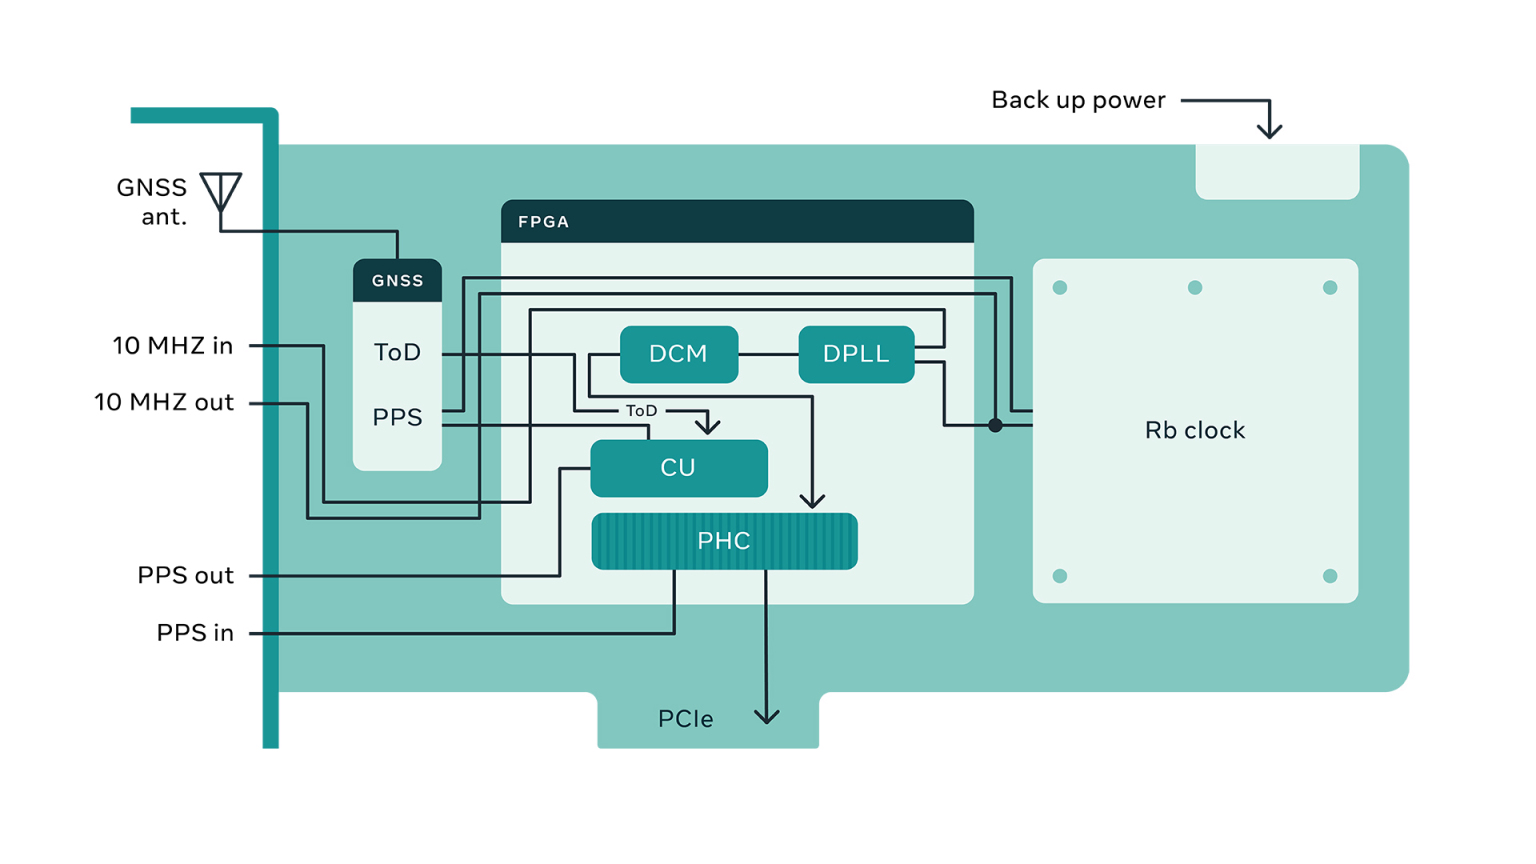 Back up power
GNSS
ant.
FPGA
GNSS
10 MHZ in
ToD
DCM
DPLL
10 MHZ out
PPS
ToD
Rb clock
CU
PHC
PPS out
PPS in
PCIe